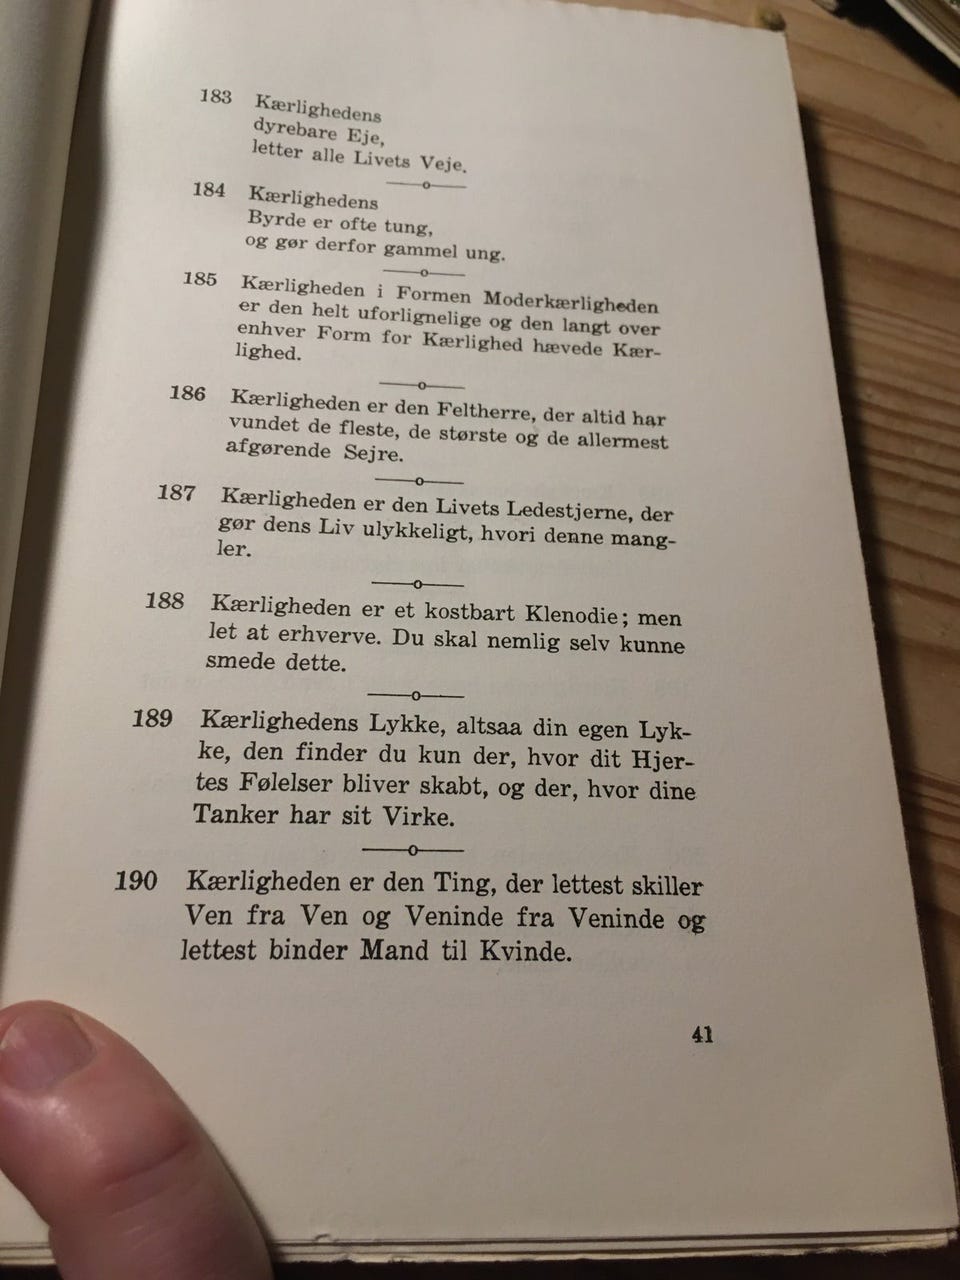 183 Kærlighedens
dyrebare Eje,
letter alle Livets Veje.
184 Kærlighedens
Byrde er ofte tung,
og gør derfor gammel ung.
185 Kærligheden i Formen Moderkærligheden
er den helt uforlignelige og den langt over
enhver Form for Kærlighed hævede Kær-
lighed.
186 Kærligheden er den Feltherre, der altid har
vundet de fleste, de største og de allermest
afgørende Sejre.
187 Kærligheden er den Livets Ledestjerne, der
gør dens Liv ulykkeligt, hvori denne mang-
ler.
188 Kærligheden er et kostbart Klenodie; men
let at erhverve. Du skal nemlig selv kunne
smede dette.
189 Kærlighedens Lykke, altsaa din egen Lyk-
ke, den finder du kun der, hvor dit Hjer-
tes Følelser bliver skabt, og der, hvor dine
Tanker har sit Virke.
190 Kærligheden er den Ting, der lettest skiller
Ven fra Ven og Veninde fra Veninde og
lettest binder Mand til Kvinde.
41